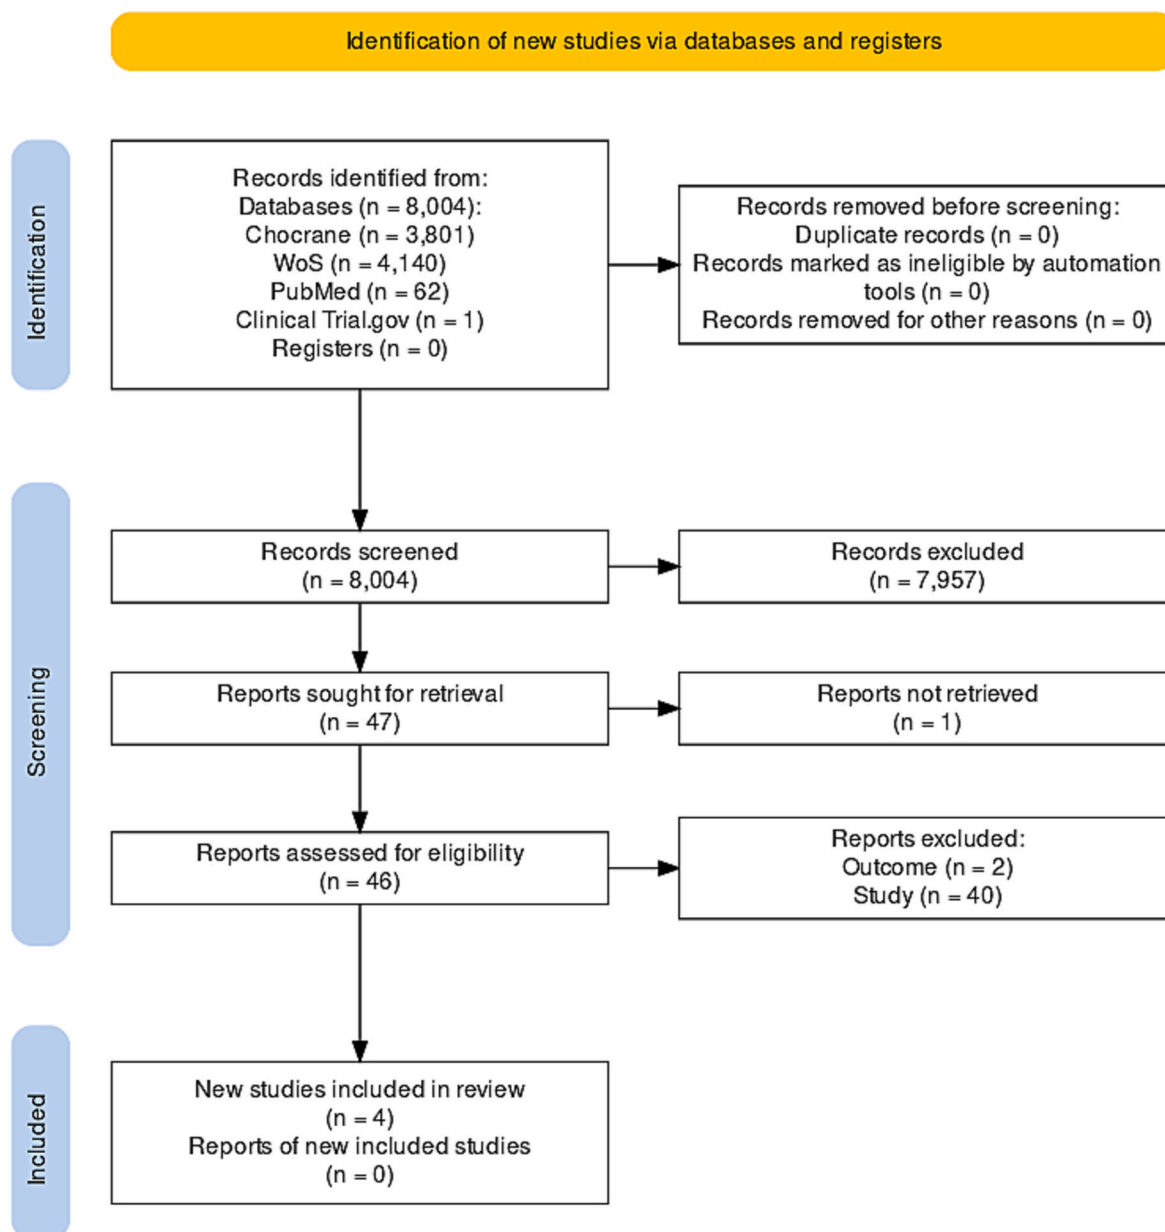 Identification of new studies via databases and registers
Identification
Records identified from:
Databases (n = 8,004):
Chocrane (n = 3,801)
WoS (n = 4,140)
PubMed (n = 62)
Clinical Trial.gov (n = 1)
Registers (n = 0)
Records removed before screening:
Duplicate records (n = 0)
Records marked as ineligible by automation
tools (n = 0)
Records removed for other reasons (n = 0)
Screening
Records screened
(n = 8,004)
Records excluded
(n = 7,957)
Reports sought for retrieval
(n = 47)
Reports not retrieved
(n = 1)
Reports assessed for eligibility
(n = 46)
Reports excluded:
Outcome (n = 2)
Study (n = 40)
Included
New studies included in review
(n = 4)
Reports of new included studies
(n = 0)